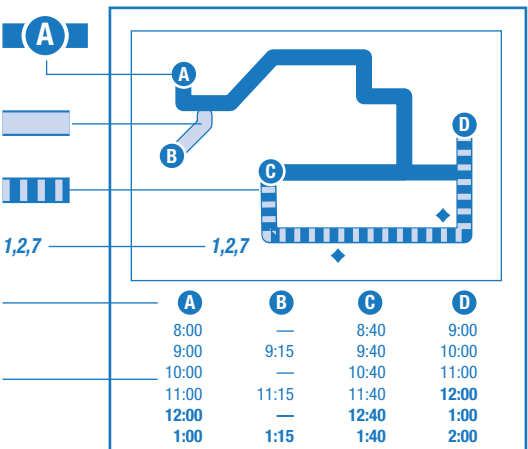 A
A
D
B
C
1,2,7 1,2,7
A B C D
8:00 — 8:40 9:00
9:00 9:15 9:40 10:00
10:00 — 10:40 11:00
11:00 11:15 11:40 12:00
12:00 — 12:40 1:00
1:00 1:15 1:40 2:00